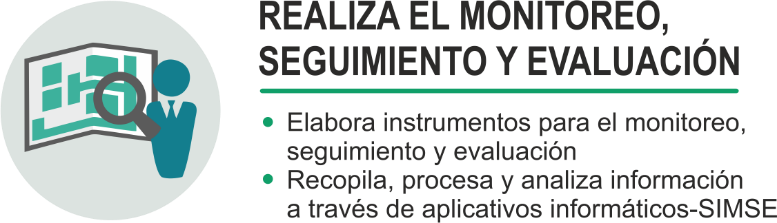 REALIZA EL MONITOREO,
SEGUIMIENTO Y EVALUACIÓN
• Elabora instrumentos para el monitoreo,
seguimiento y evaluación
• Recopila, procesa y analiza información
a través de aplicativos informáticos-SIMSE